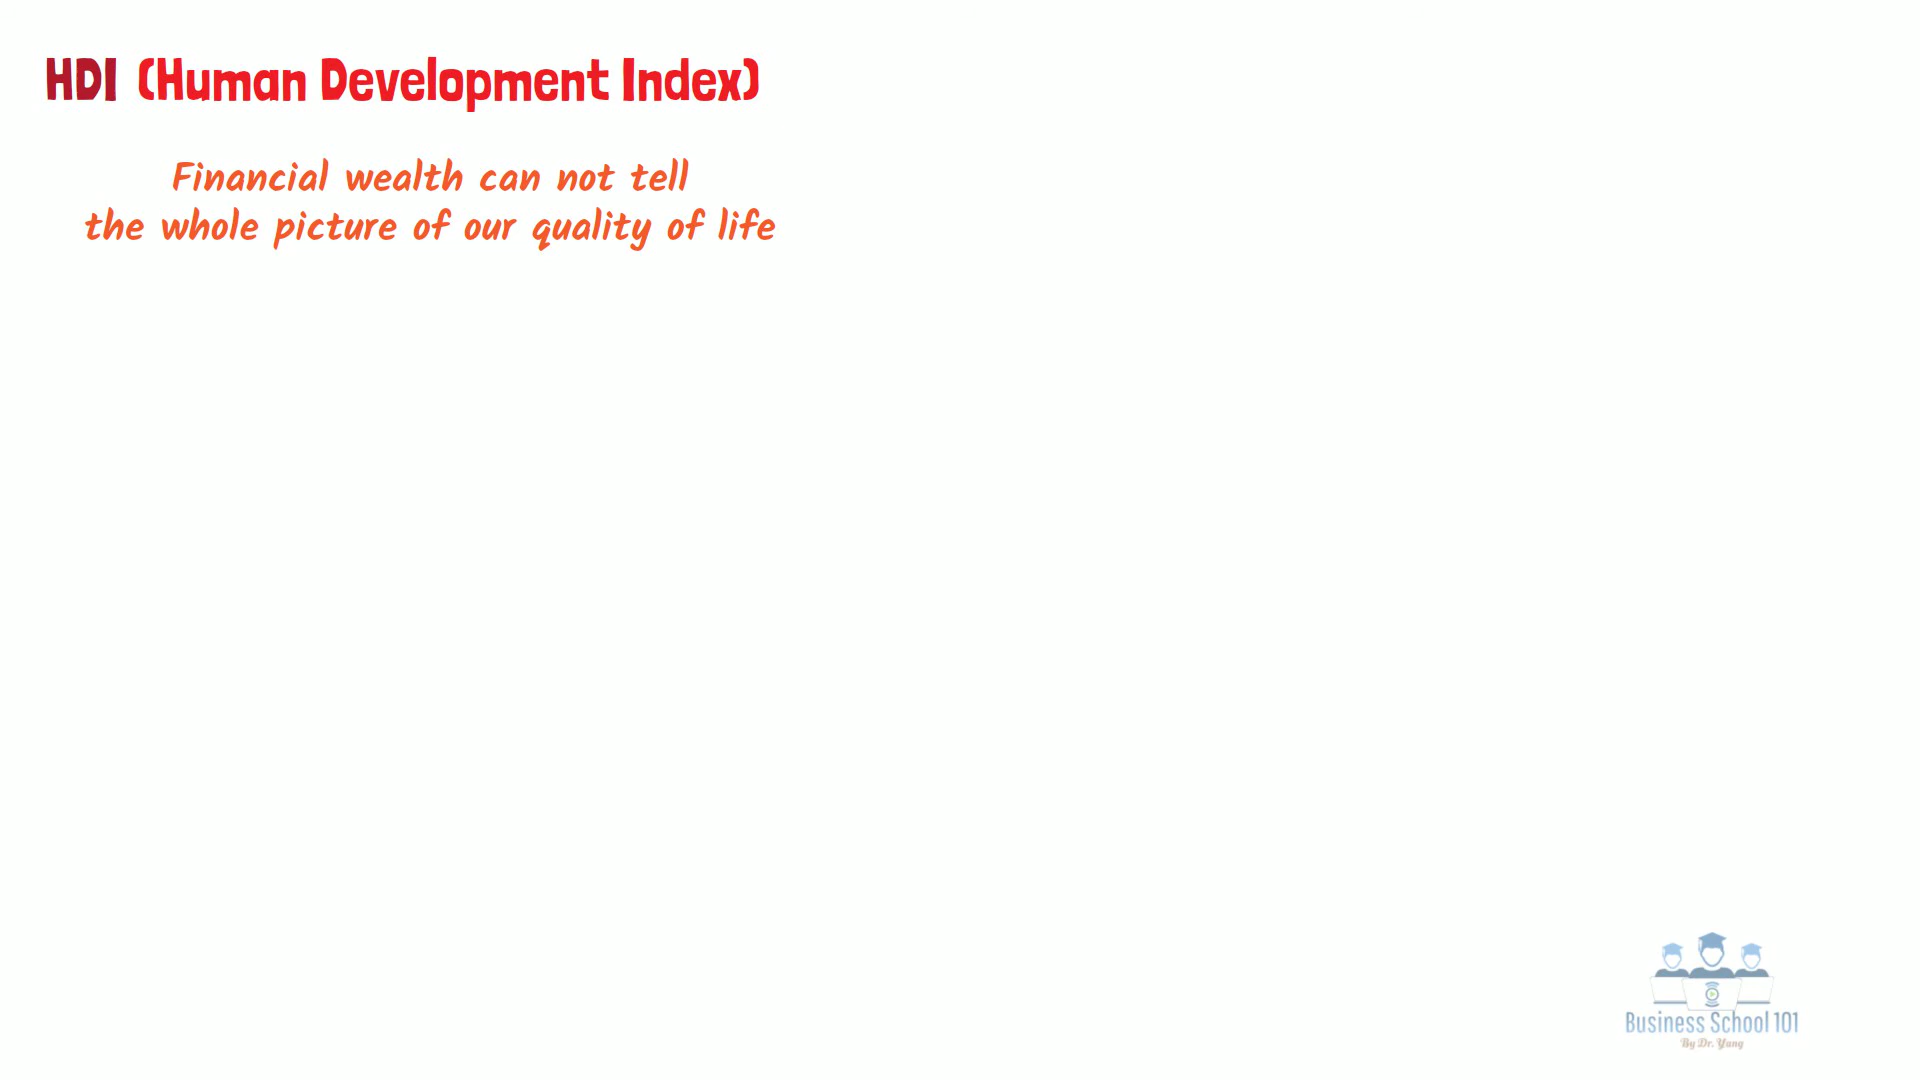 HDI (Human Development Index)
Financial wealth can not tell
the whole picture of our quality of life
Business School 101
By Dr. Yang